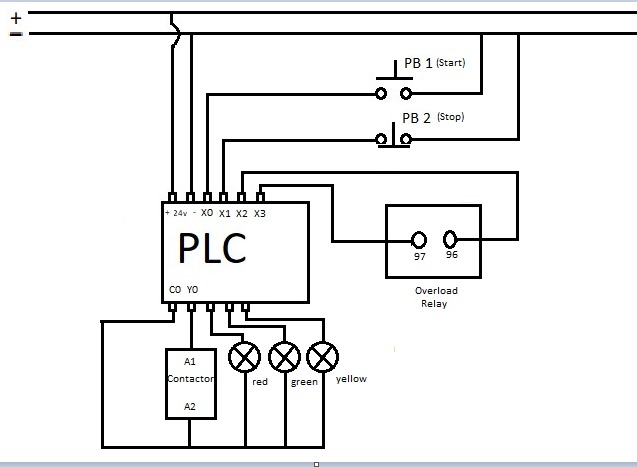 +
−
PB 1 (Start)
PB 2 (Stop)
+ 24v - X0 X1 X2 X3
PLC
C0 Y0
97 96
Overload
Relay
A1
Contactor
A2
red
green
yellow